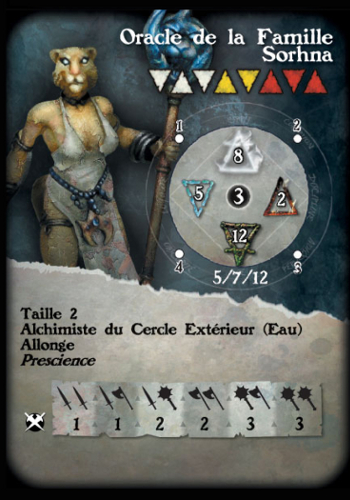 Oracle de la Famille
Sorhna
1 2
8
5 3 2
12
4 3
5/7/12
Taille 2
Alchimiste du Cercle Extérieur (Eau)
Allonge
Prescience
1 1 2 2 3 3